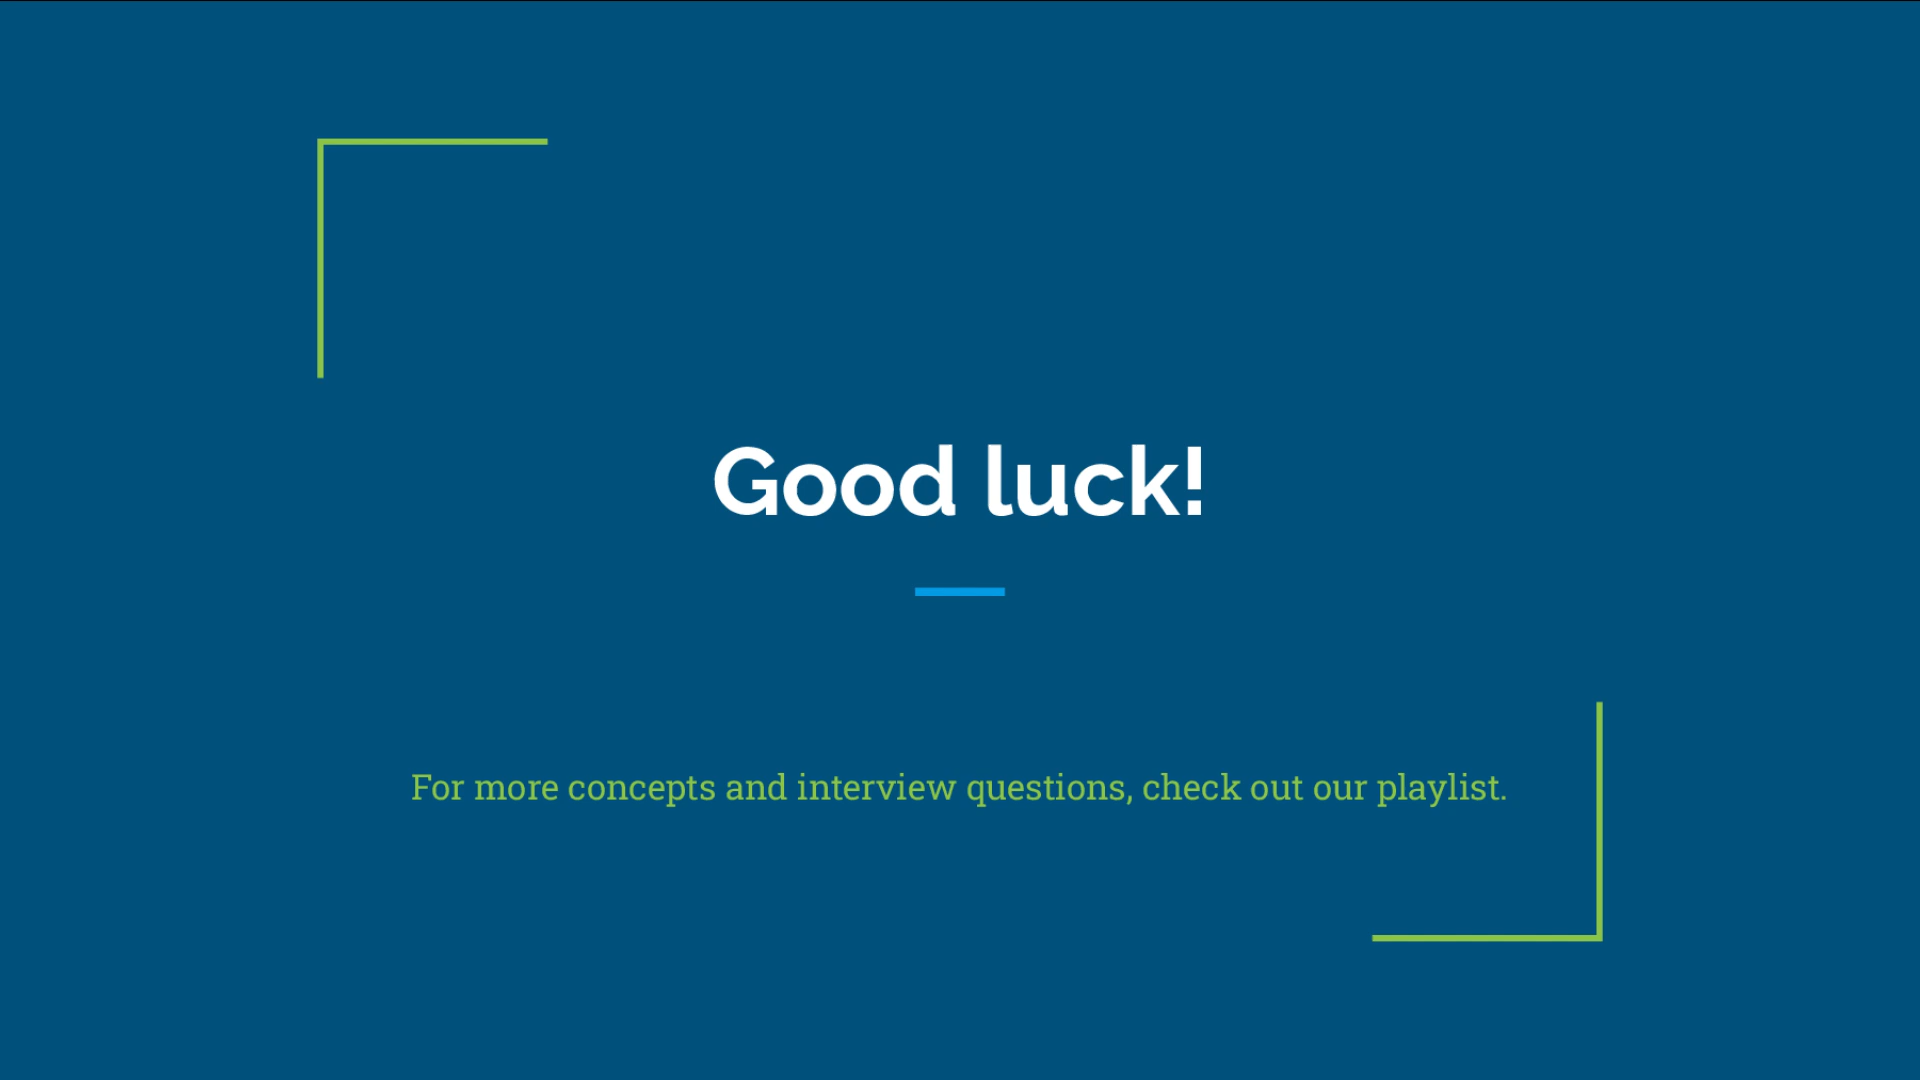 Good luck!
For more concepts and interview questions, check out our playlist.